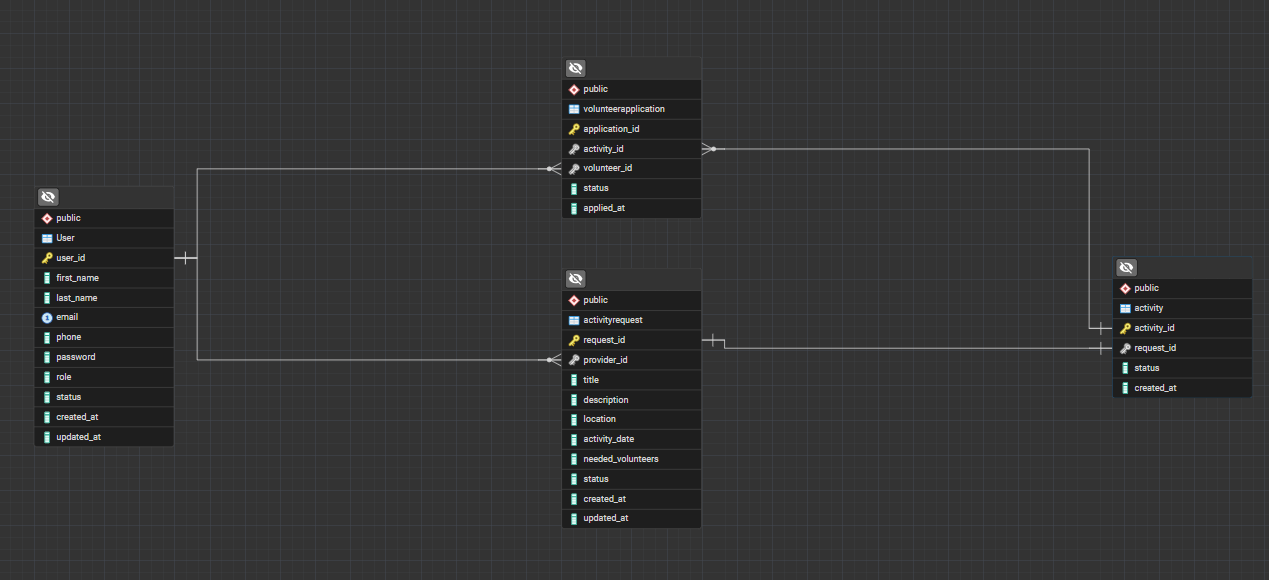 public
volunteerapplication
application_id
activity_id
volunteer_id
status
applied_at
public
User
user_id
first_name
last_name
email
phone
password
role
status
created_at
updated_at
public
activityrequest
request_id
provider_id
title
description
location
activity_date
needed_volunteers
status
created_at
updated_at
public
activity
activity_id
request_id
status
created_at